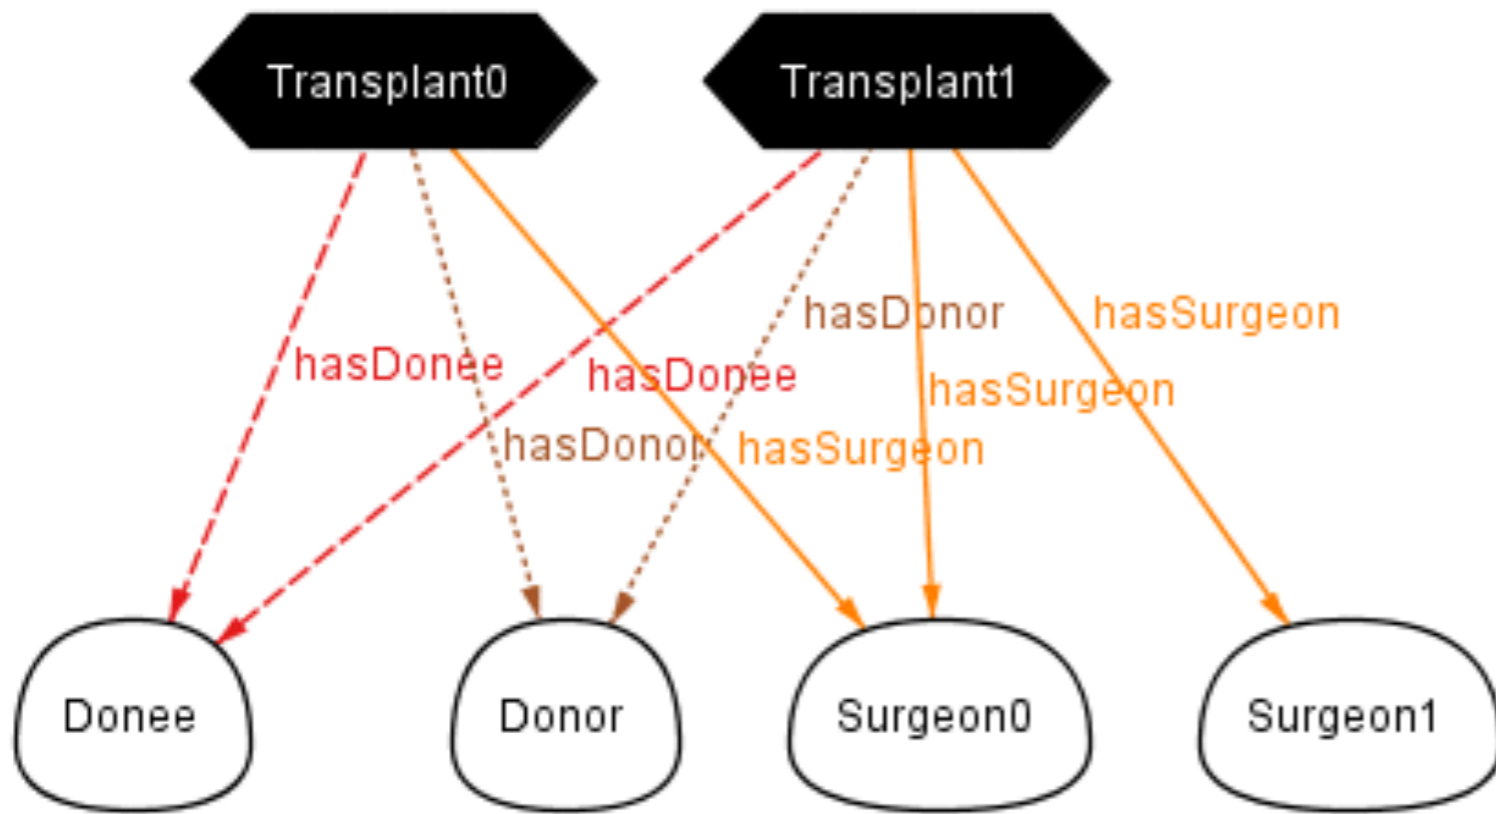 Transplant0
Transplant1
hasDonor
hasSurgeon
hasDonee
hasDonee
hasSurgeon
hasDonor
hasSurgeon
Donee
Donor
Surgeon0
Surgeon1